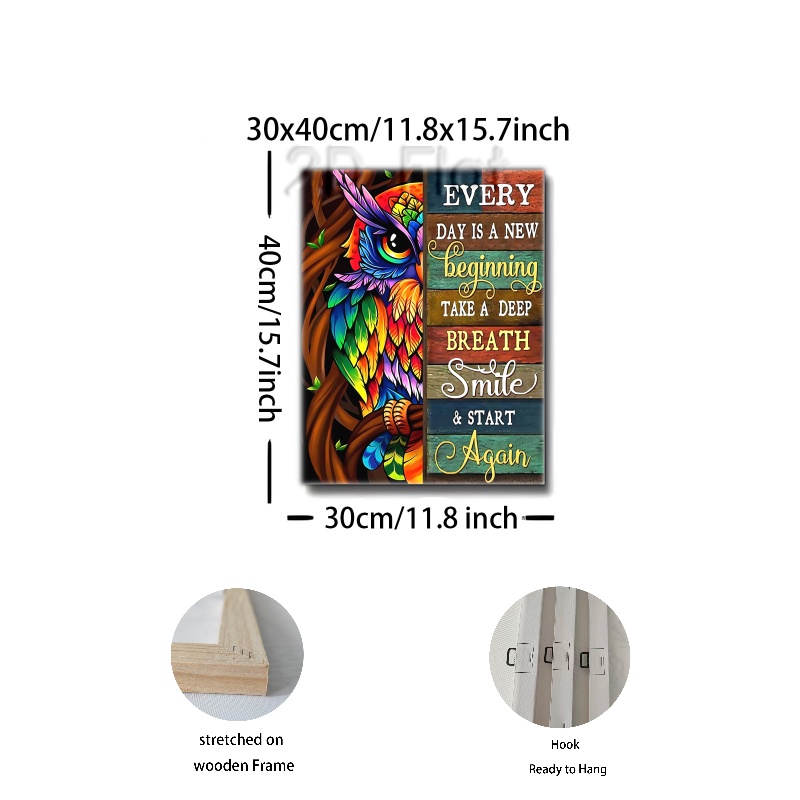 30x40cm/11.8x15.7inch
2D Flat
40cm/15.7inch
EVERY
DAY IS A NEW
beginning
TAKE A DEEP
BREATH
Smile
& START
Again
30cm/11.8 inch
stretched on
wooden Frame
Hook
Ready to Hang